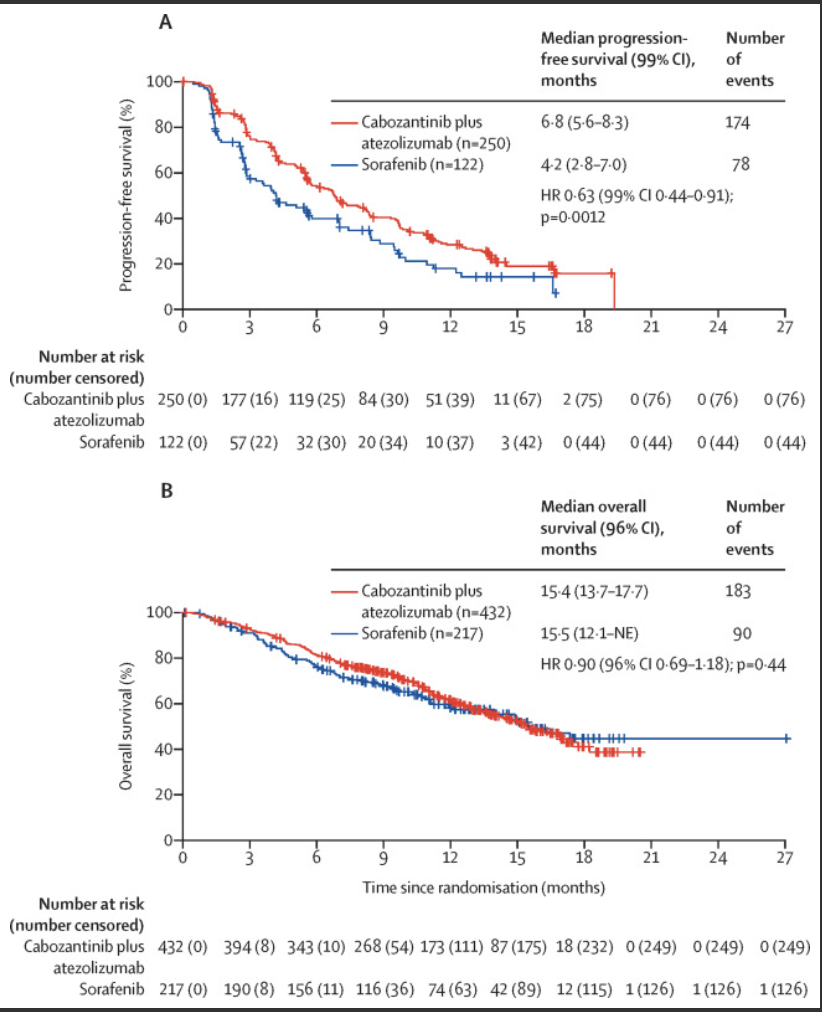 A
Median progression-
free survival (99% CI),
months
Number
of
events
Cabozantinib plus
atezolizumab (n=250)
6·8 (5·6–8·3)
174
Sorafenib (n=122)
4·2 (2·8–7·0)
78
HR 0·63 (99% CI 0·44–0·91);
p=0·0012
Progression-free survival (%)
100
80
60
40
20
0
0 3 6 9 12 15 18 21 24 27
Number at risk
(number censored)
Cabozantinib plus
atezolizumab
250 (0) 177 (16) 119 (25) 84 (30) 51 (39) 11 (67) 2 (75) 0 (76) 0 (76) 0 (76)
Sorafenib 122 (0) 57 (22) 32 (30) 20 (34) 10 (37) 3 (42) 0 (44) 0 (44) 0 (44) 0 (44)
B
Median overall
survival (96% CI),
months
Number
of
events
Cabozantinib plus
atezolizumab (n=432)
15·4 (13·7–17·7)
183
Sorafenib (n=217)
15·5 (12·1–NE)
90
HR 0·90 (96% CI 0·69–1·18); p=0·44
Overall survival (%)
100
80
60
40
20
0
0 3 6 9 12 15 18 21 24 27
Time since randomisation (months)
Number at risk
(number censored)
Cabozantinib plus
atezolizumab
432 (0) 394 (8) 343 (10) 268 (54) 173 (111) 87 (175) 18 (232) 0 (249) 0 (249) 0 (249)
Sorafenib 217 (0) 190 (8) 156 (11) 116 (36) 74 (63) 42 (89) 12 (115) 1 (126) 1 (126) 1 (126)